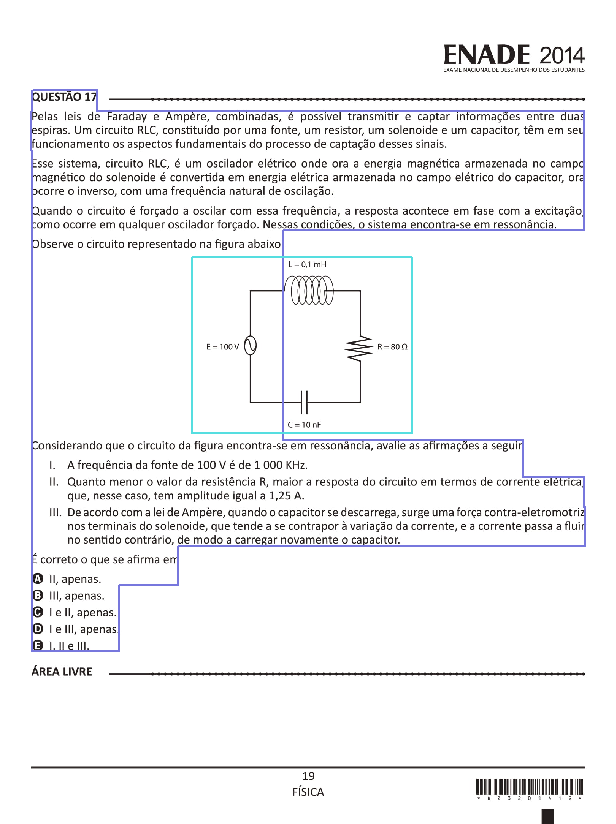 ENADE 2014
EXAME NACIONAL DE DESEMPENHO DOS ESTUDANTES
QUESTÃO 17
Pelas leis de Faraday e Ampère, combinadas, é possível transmitir e captar informações entre duas
espiras. Um circuito RLC, constituído por uma fonte, um resistor, um solenoide e um capacitor, têm em seu
funcionamento os aspectos fundamentais do processo de captação desses sinais.
Esse sistema, circuito RLC, é um oscilador elétrico onde ora a energia magnética armazenada no campo
magnético do solenoide é convertida em energia elétrica armazenada no campo elétrico do capacitor, ora
ocorre o inverso, com uma frequência natural de oscilação.
Quando o circuito é forçado a oscilar com essa frequência, a resposta acontece em fase com a excitação,
como ocorre em qualquer oscilador forçado. Nessas condições, o sistema encontra-se em ressonância.
Observe o circuito representado na figura abaixo
L = 0,1 mH
E = 100 V
R = 80 Ω
C = 10 nF
Considerando que o circuito da figura encontra-se em ressonância, avalie as afirmações a seguir
I. A frequência da fonte de 100 V é de 1 000 KHz.
II. Quanto menor o valor da resistência R, maior a resposta do circuito em termos de corrente elétrica,
que, nesse caso, tem amplitude igual a 1,25 A.
III. De acordo com a lei de Ampère, quando o capacitor se descarrega, surge uma força contra-eletromotriz
nos terminais do solenoide, que tende a se contrapor à variação da corrente, e a corrente passa a fluir
no sentido contrário, de modo a carregar novamente o capacitor.
É correto o que se afirma em
A II, apenas.
B III, apenas.
C I e II, apenas.
D I e III, apenas.
E I, II e III.
ÁREA LIVRE
19
FÍSICA